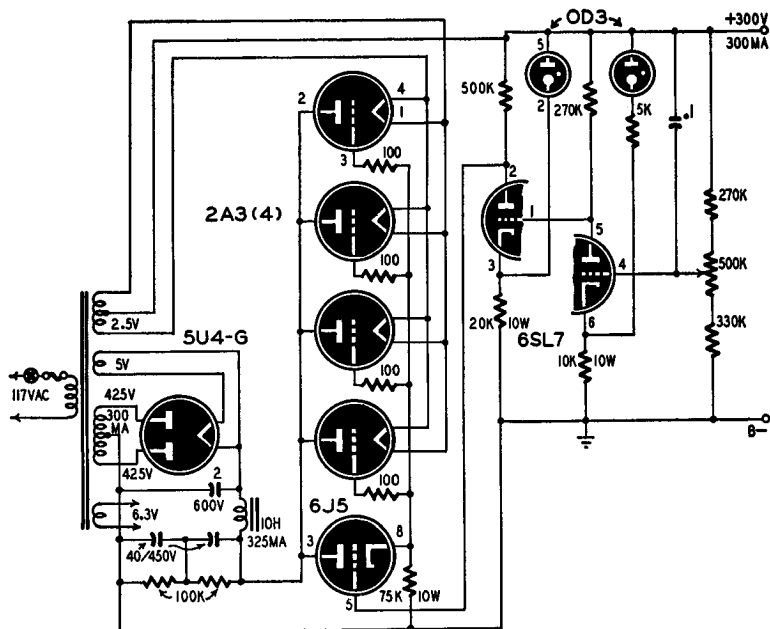 OD3
+300V
300MA
5
2
500K
270K
5K
.1
2
4
1
3
100
2A3(4)
100
100
100
2
1
3
5
4
6
270K
500K
330K
20K
10W
6SL7
10K
10W
B−
2.5V
5U4-G
5V
117VAC
425V
300
MA
425V
2
600V
6.3V
10H
325MA
40/450V
100K
6J5
3
8
5
75K
10W